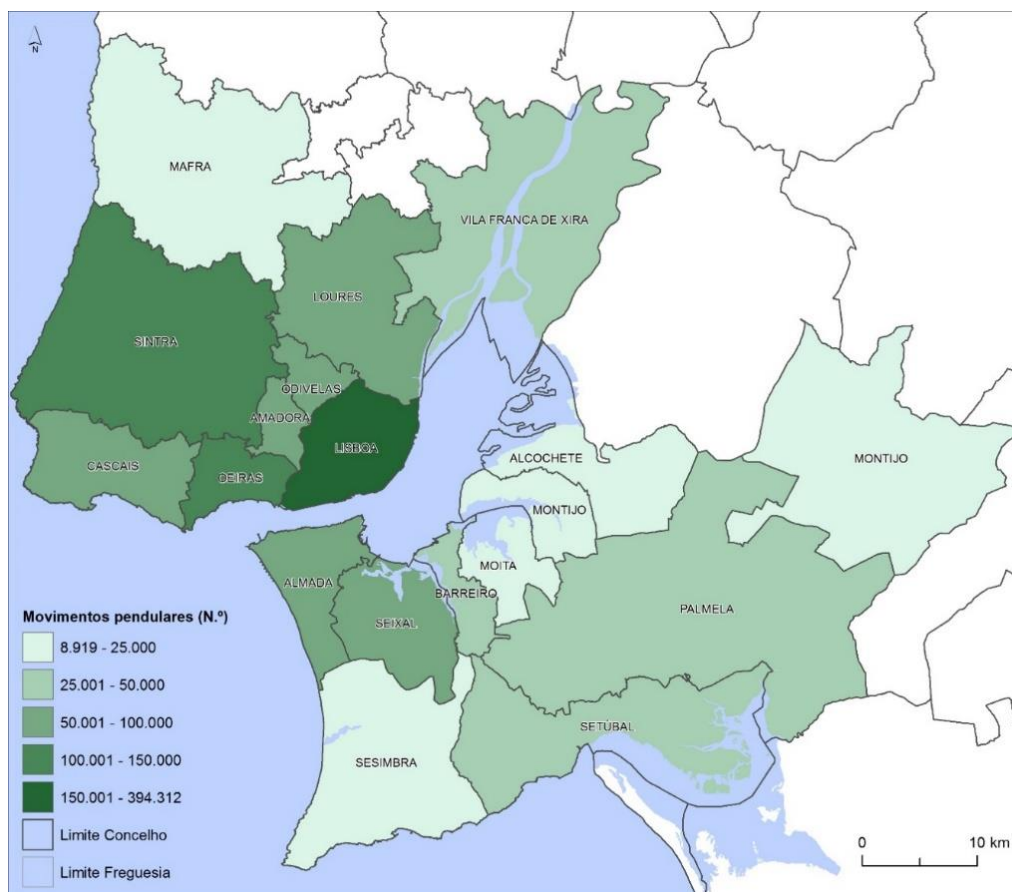 N
MAFRA
VILA FRANCA DE XIRA
LOURES
SINTRA
ODIVELAS
AMADORA
LISBOA
CASCAIS
OEIRAS
ALCOCHETE
MONTIJO
MONTIJO
MOITA
ALMADA
BARREIRO
SEIXAL
PALMELA
SETÚBAL
SESIMBRA
Movimentos pendulares (N.º)
8.919 - 25.000
25.001 - 50.000
50.001 - 100.000
100.001 - 150.000
150.001 - 394.312
Limite Concelho
Limite Freguesia
0 10 km